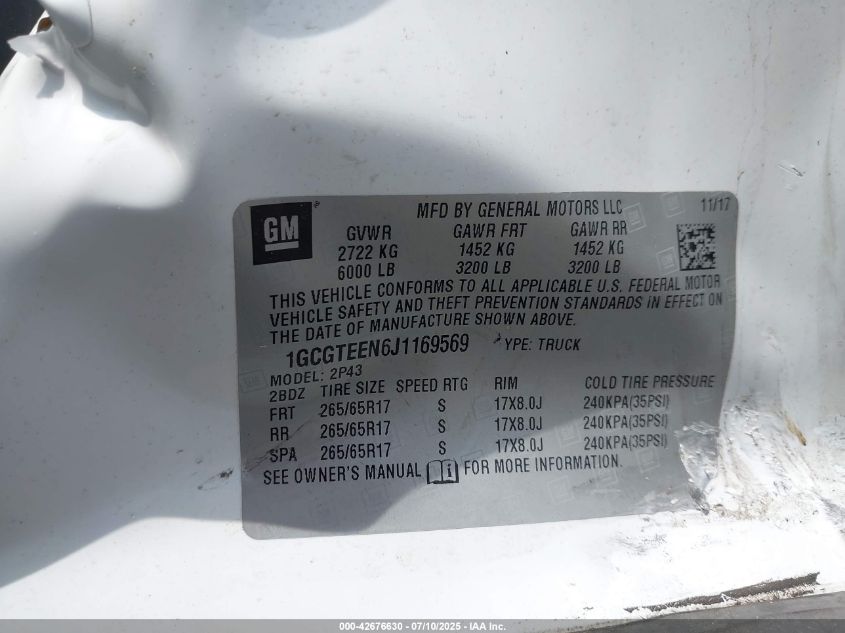 GM
MFD BY GENERAL MOTORS LLC 11/17
GVWR GAWR FRT GAWR RR
2722 KG 1452 KG 1452 KG
6000 LB 3200 LB 3200 LB
THIS VEHICLE CONFORMS TO ALL APPLICABLE U.S. FEDERAL MOTOR
VEHICLE SAFETY AND THEFT PREVENTION STANDARDS IN EFFECT ON
THE DATE OF MANUFACTURE SHOWN ABOVE.
1GCGTEEN6J1169569 YPE: TRUCK
MODEL: 2P43
2BDZ TIRE SIZE SPEED RTG RIM COLD TIRE PRESSURE
FRT 265/65R17 S 17X8.0J 240KPA(35PSI)
RR 265/65R17 S 17X8.0J 240KPA(35PSI)
SPA 265/65R17 S 17X8.0J 240KPA(35PSI)
SEE OWNER'S MANUAL i FOR MORE INFORMATION.
000-42676630 - 07/10/2025 - IAA Inc.